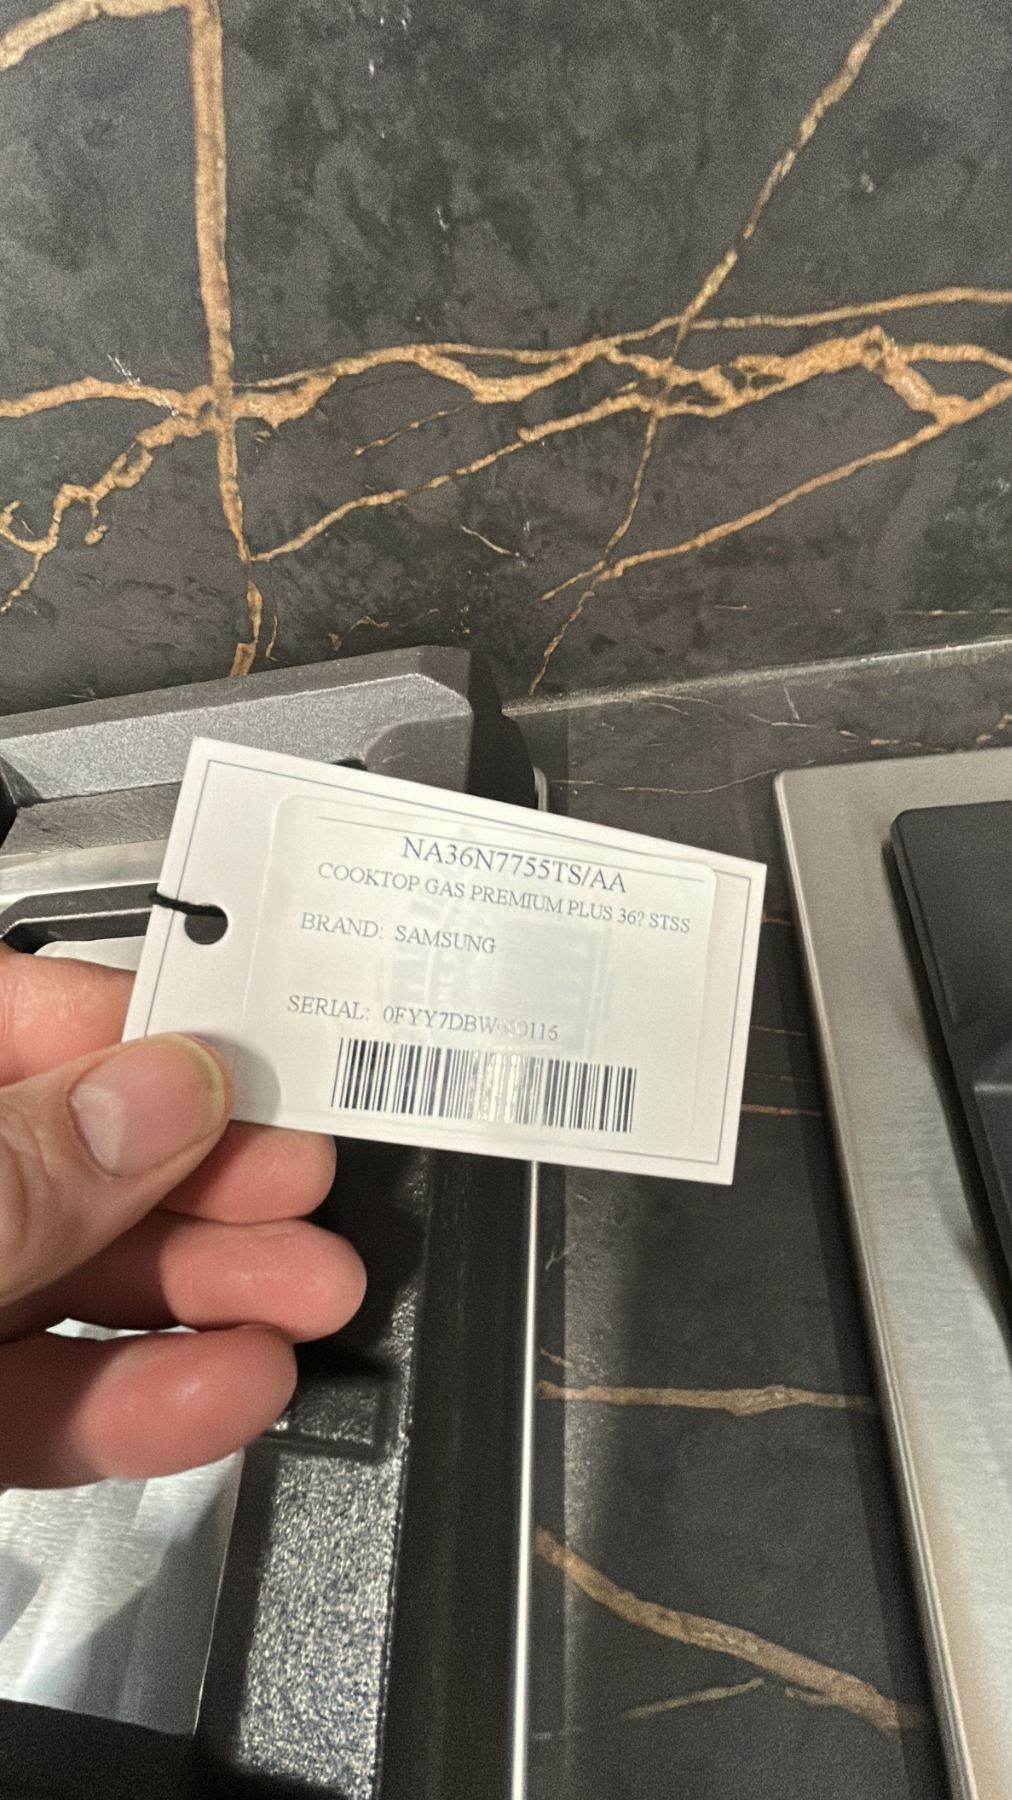 NA36N7755TS/AA
COOKTOP GAS PREMIUM PLUS 36? STSS
BRAND: SAMSUNG
SERIAL: